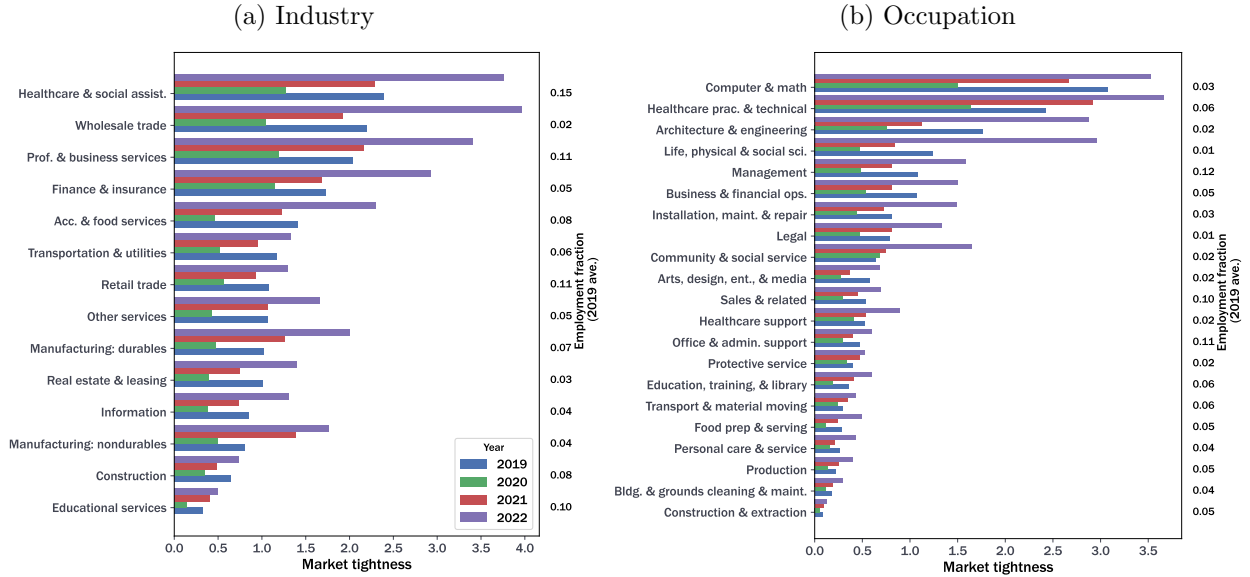 (a) Industry
Healthcare & social assist.
Wholesale trade
Prof. & business services
Finance & insurance
Acc. & food services
Transportation & utilities
Retail trade
Other services
Manufacturing: durables
Real estate & leasing
Information
Manufacturing: nondurables
Construction
Educational services
0.15
0.02
0.11
0.05
0.08
0.06
0.11
0.05
0.07
0.03
0.04
0.04
0.08
0.10
Employment fraction
(2019 ave.)
Year
2019
2020
2021
2022
0.0 0.5 1.0 1.5 2.0 2.5 3.0 3.5 4.0
Market tightness
(b) Occupation
Computer & math
Healthcare prac. & technical
Architecture & engineering
Life, physical & social sci.
Management
Business & financial ops.
Installation, maint. & repair
Legal
Community & social service
Arts, design, ent., & media
Sales & related
Healthcare support
Office & admin. support
Protective service
Education, training, & library
Transport & material moving
Food prep & serving
Personal care & service
Production
Bldg. & grounds cleaning & maint.
Construction & extraction
0.03
0.06
0.02
0.01
0.12
0.05
0.03
0.01
0.02
0.02
0.10
0.02
0.11
0.02
0.06
0.06
0.05
0.04
0.05
0.04
0.05
Employment fraction
(2019 ave.)
0.0 0.5 1.0 1.5 2.0 2.5 3.0 3.5
Market tightness